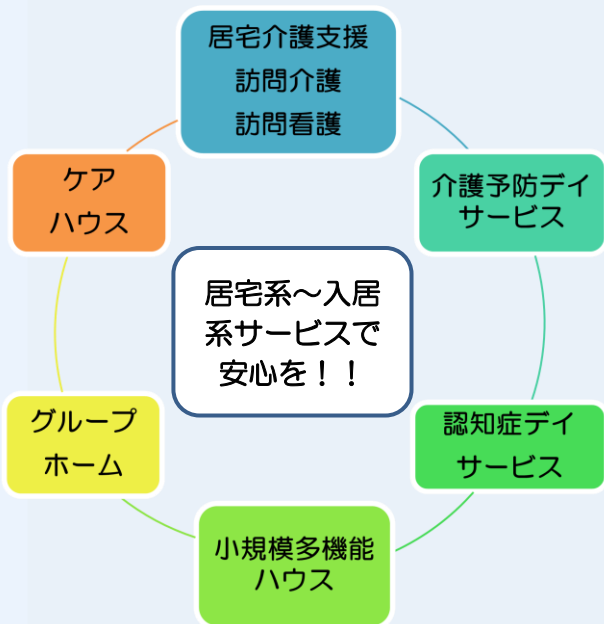 居宅介護支援
訪問介護
訪問看護
介護予防デイ
サービス
認知症デイ
サービス
小規模多機能
ハウス
グループ
ホーム
ケア
ハウス
居宅系～入居
系サービスで
安心を！！